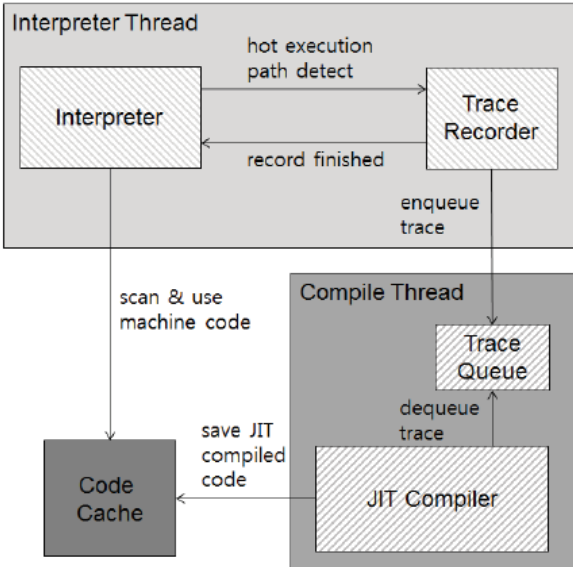 Interpreter Thread
hot execution
path detect
Interpreter
Trace
Recorder
record finished
enqueue
trace
scan & use
machine code
Compile Thread
Trace
Queue
dequeue
trace
save JIT
compiled
code
JIT Compiler
Code
Cache